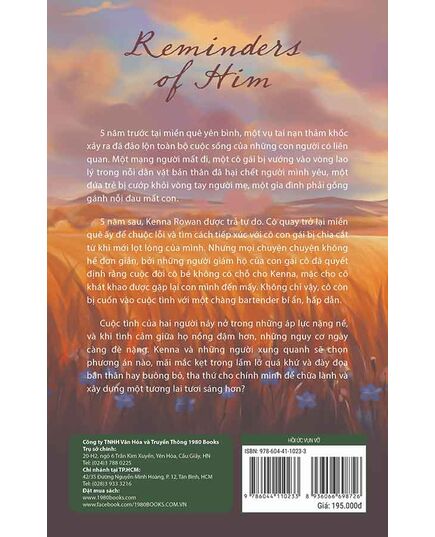 Reminders
of Him
5 năm trước tại miền quê yên bình, một vụ tai nạn thảm khốc
xảy ra đã đảo lộn toàn bộ cuộc sống của những con người có liên
quan. Một mạng người mất đi, một cô gái bị vướng vào vòng lao
lý trong nỗi dằn vặt bản thân đã hại chết người mình yêu, một
đứa trẻ bị cướp khỏi vòng tay người mẹ, một gia đình phải gồng
gánh nỗi đau mất con.
5 năm sau, Kenna Rowan được trả tự do. Cô quay trở lại miền
quê ấy để chuộc lỗi và tìm cách tiếp xúc với cô con gái bị chia cắt
từ khi mới lọt lòng của mình. Nhưng mọi chuyện chuyện không
hề đơn giản, bởi những người giám hộ của con gái cô đã quyết
định rằng cuộc đời cô bé không có chỗ cho Kenna, mặc cho cô
khát khao được gặp lại con mình đến mấy. Không chỉ vậy, cô còn
bị cuốn vào cuộc tình với một chàng bartender bí ẩn, hấp dẫn.
Cuộc tình của hai người nảy nở trong những áp lực nặng nề,
và khi tình cảm giữa họ nồng đậm hơn, những nguy cơ ngày
càng đè nặng. Kenna và những người xung quanh sẽ chọn
phương án nào, mãi mắc kẹt trong lầm lỡ quá khứ và đày đọa
bản thân hay buông bỏ, tha thứ cho chính mình để chữa lành và
xây dựng một tương lai tươi sáng hơn?
Công ty TNHH Văn Hóa và Truyền Thông 1980 Books
Trụ sở chính:
20-H2, ngõ 6 Trần Kim Xuyến, Yên Hòa, Cầu Giấy, HN
Tel: (024)3 788 0225
Chi nhánh tại TP.HCM:
42/35 Đường Nguyễn Minh Hoàng, P. 12, Tân Bình, HCM
Tel: (028)3 933 3216
Đặt mua sách:
www.1980books.com
www.facebook.com/1980BOOKS.COM.VN
HỒI ỨC VỤN VỠ
ISBN: 978-604-41-1023-3
9 786044 110233
8 936066 698726
Giá: 195.000đ